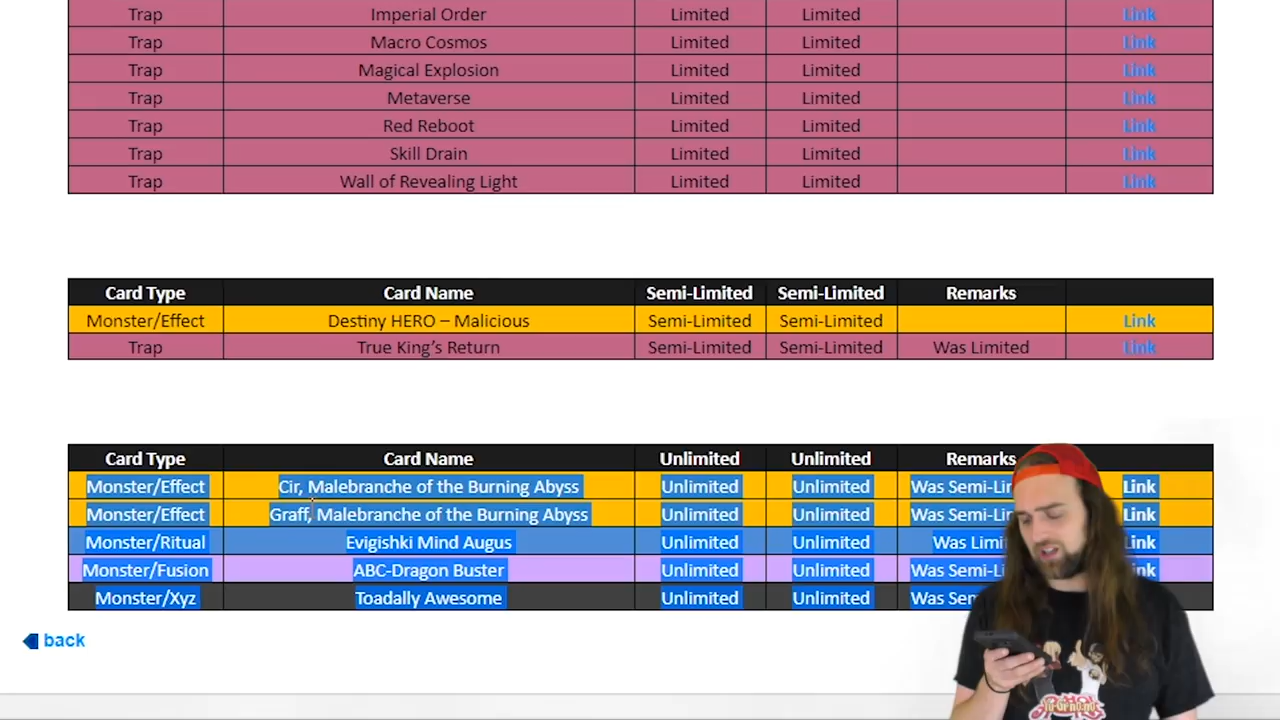 Trap Imperial Order Limited Limited Link
Trap Macro Cosmos Limited Limited Link
Trap Magical Explosion Limited Limited Link
Trap Metaverse Limited Limited Link
Trap Red Reboot Limited Limited Link
Trap Skill Drain Limited Limited Link
Trap Wall of Revealing Light Limited Limited Link
Card Type Card Name Semi-Limited Semi-Limited Remarks
Monster/Effect Destiny HERO – Malicious Semi-Limited Semi-Limited Link
Trap True King’s Return Semi-Limited Semi-Limited Was Limited Link
Card Type Card Name Unlimited Unlimited Remarks
Monster/Effect Cir, Malebranche of the Burning Abyss Unlimited Unlimited Was Link
Monster/Effect Graff, Malebranche of the Burning Abyss Unlimited Unlimited Was Link
Monster/Ritual Evigishki Mind Augus Unlimited Unlimited Was
Monster/Fusion ABC-Dragon Buster Unlimited Unlimited Was
Monster/Xyz Toadally Awesome Unlimited Unlimited Was
back